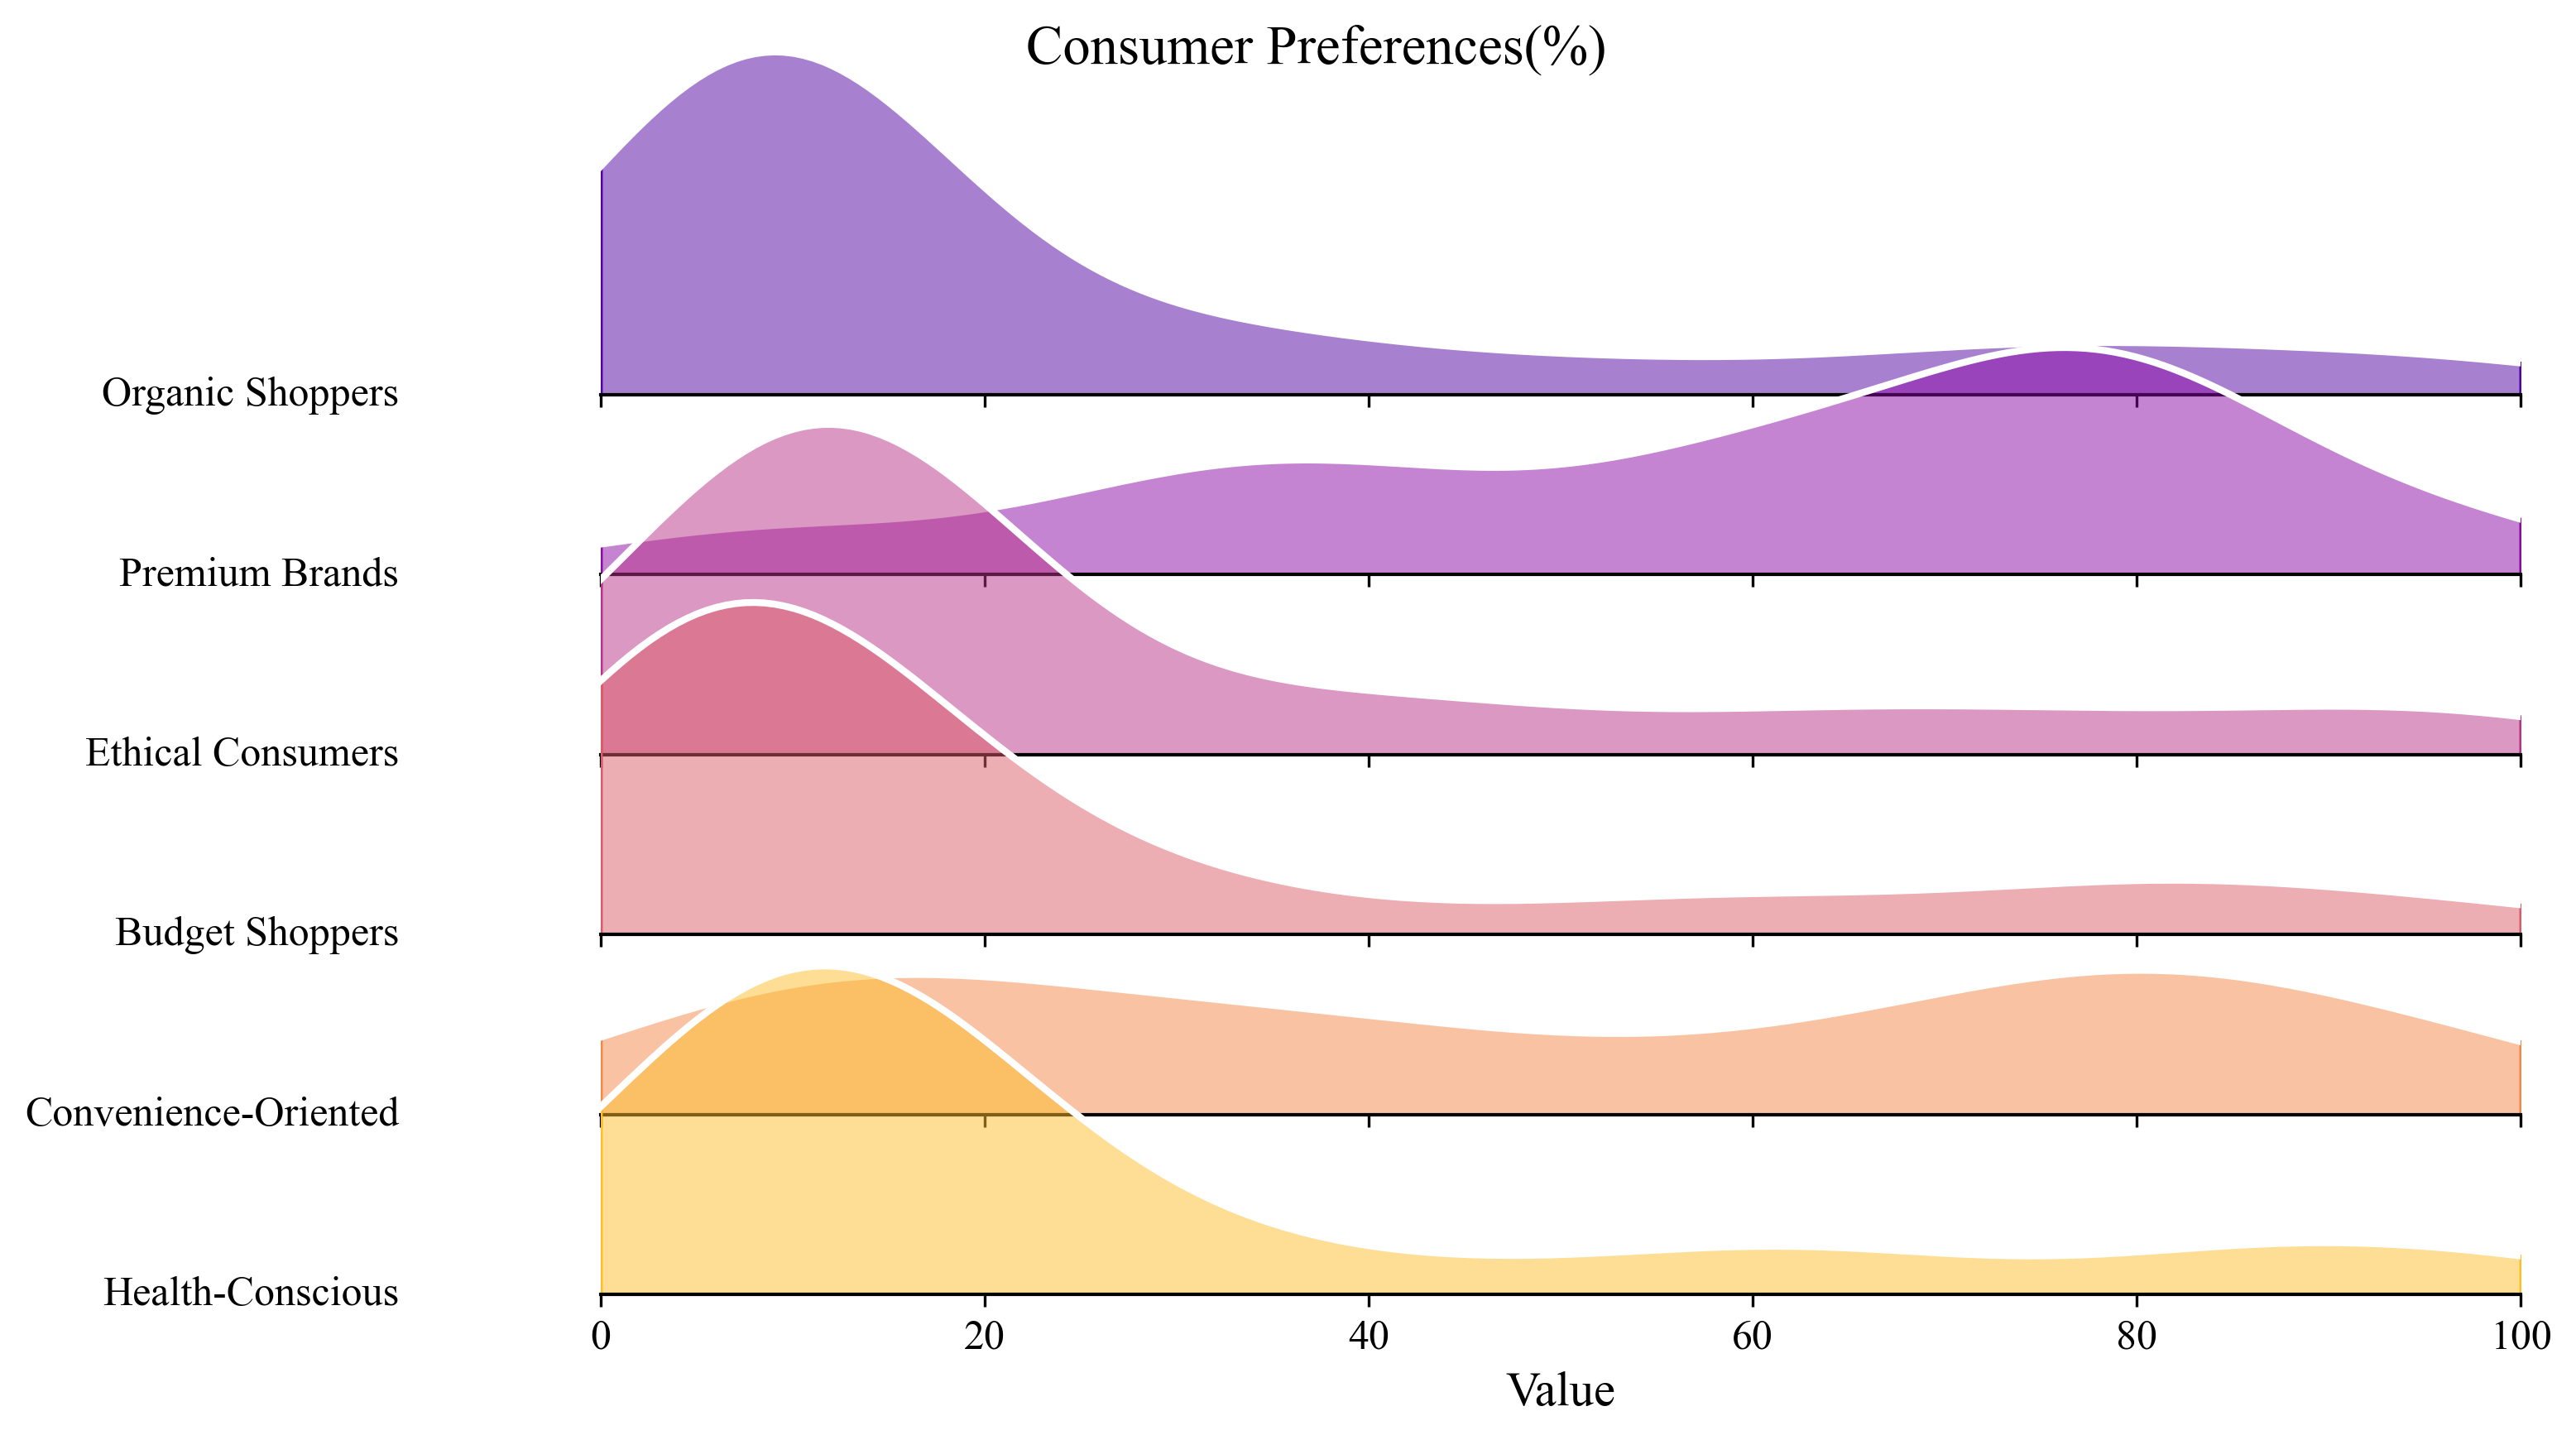 Consumer Preferences(%)
Organic Shoppers
Premium Brands
Ethical Consumers
Budget Shoppers
Convenience-Oriented
Health-Conscious
0 20 40 60 80 100
Value